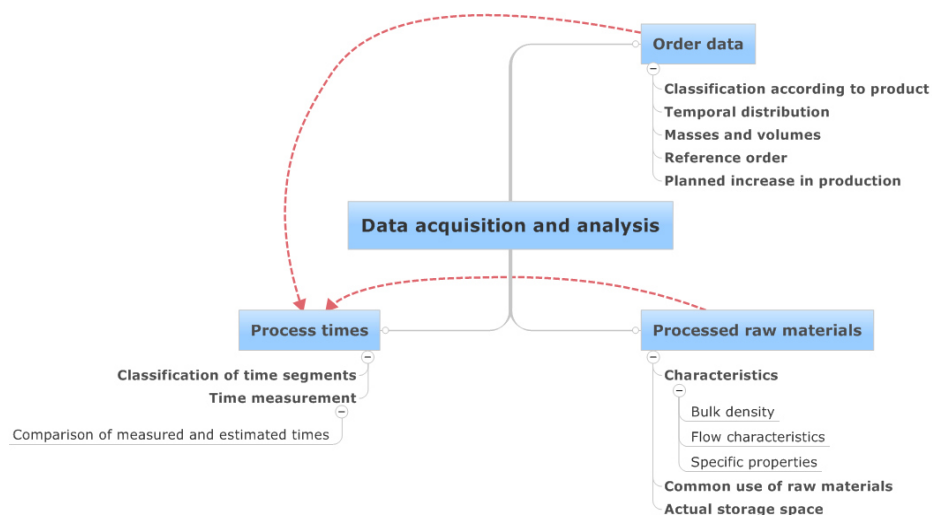 Order data
Classification according to product
Temporal distribution
Masses and volumes
Reference order
Planned increase in production
Data acquisition and analysis
Process times
Classification of time segments
Time measurement
Comparison of measured and estimated times
Processed raw materials
Characteristics
Bulk density
Flow characteristics
Specific properties
Common use of raw materials
Actual storage space